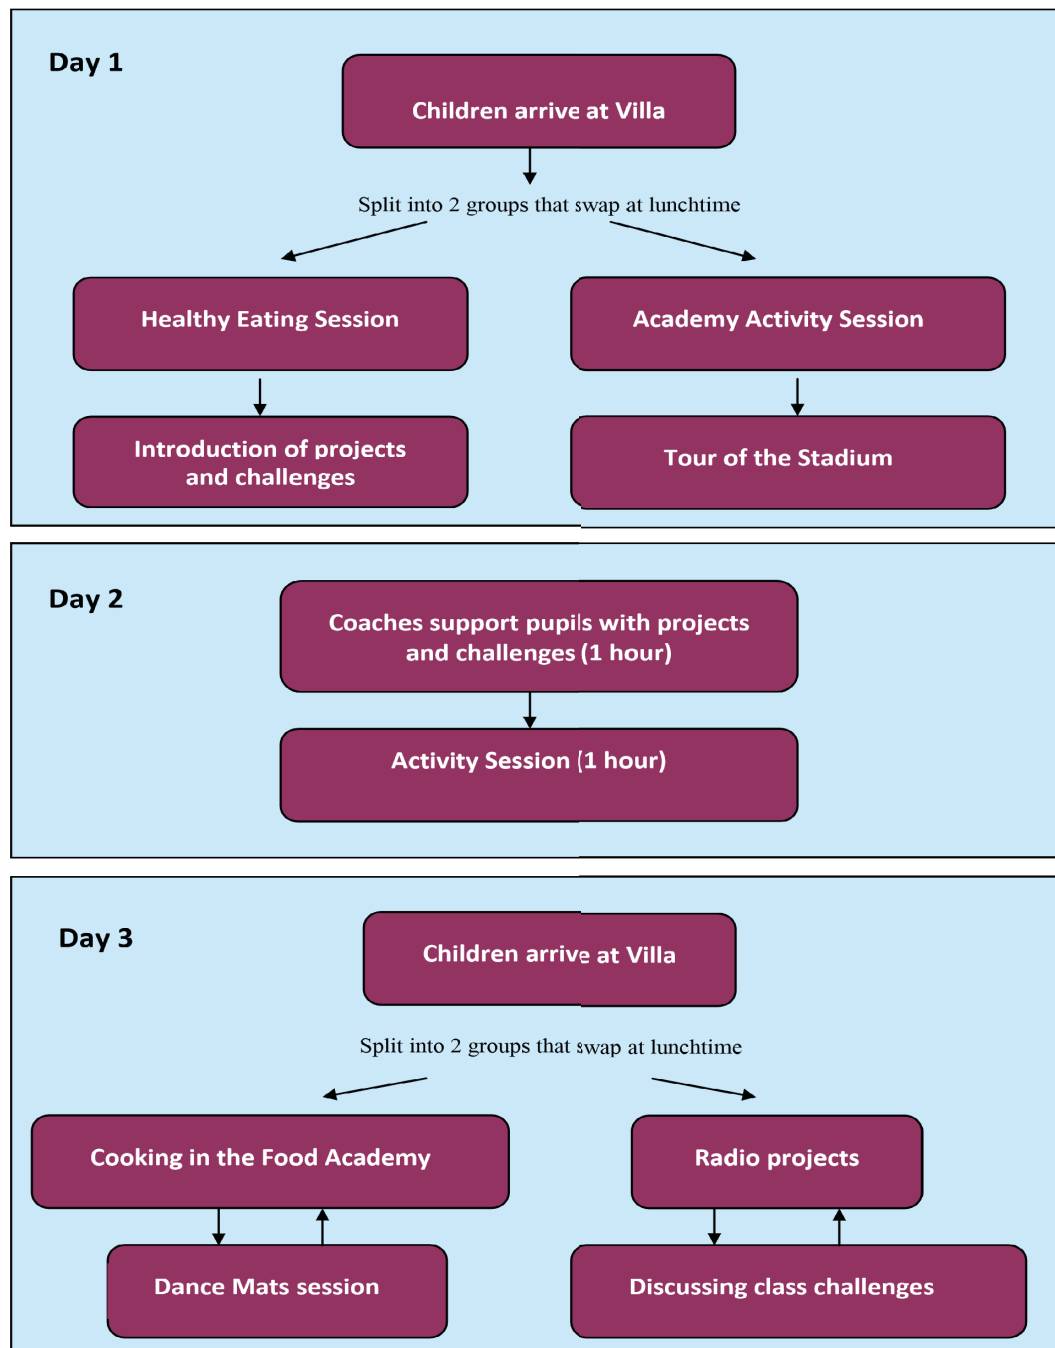 Day 1
Children arrive at Villa
Split into 2 groups that swap at lunchtime
Healthy Eating Session
Academy Activity Session
Introduction of projects
and challenges
Tour of the Stadium
Day 2
Coaches support pupils with projects
and challenges (1 hour)
Activity Session (1 hour)
Day 3
Children arrive at Villa
Split into 2 groups that swap at lunchtime
Cooking in the Food Academy
Radio projects
Dance Mats session
Discussing class challenges